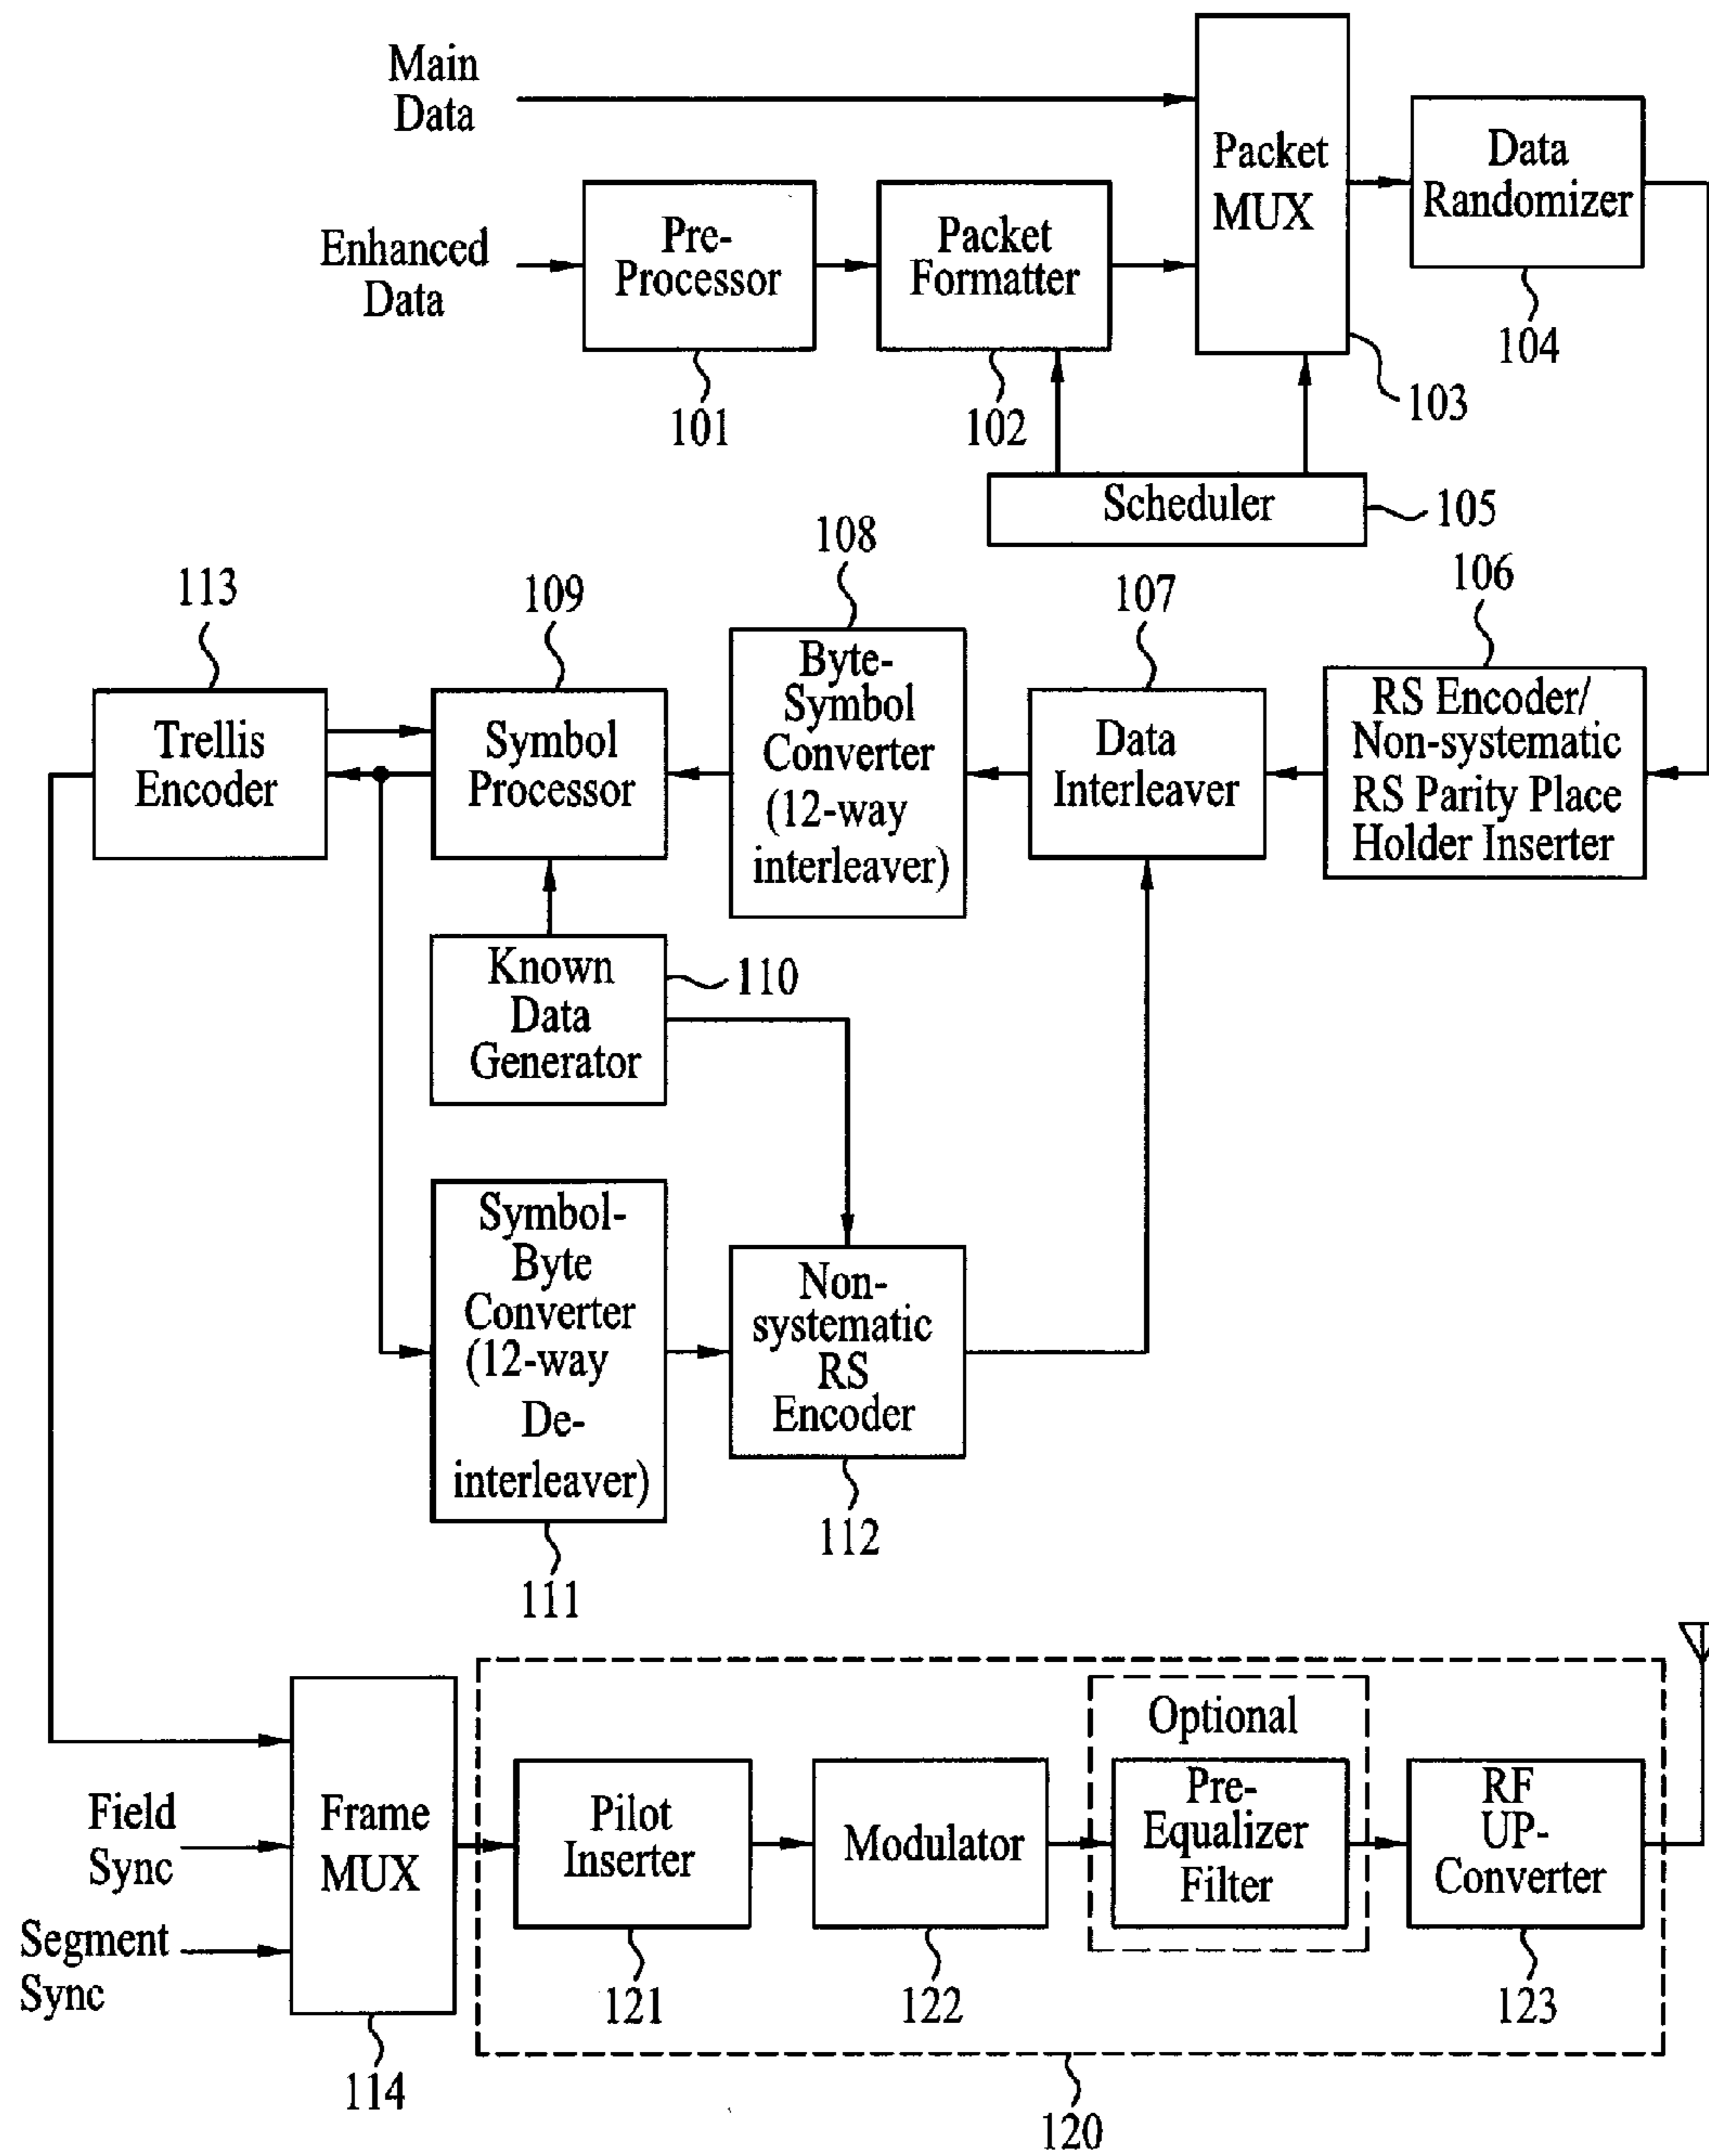 Main
Data
Enhanced
Data
Pre-
Processor
101
Packet
Formatter
102
Packet
MUX
103
Data
Randomizer
104
Scheduler
105
RS Encoder/
Non-systematic
RS Parity Place
Holder Inserter
106
Data
Interleaver
107
Byte-
Symbol
Converter
(12-way
interleaver)
108
Symbol
Processor
109
Trellis
Encoder
113
Known
Data
Generator
110
Symbol-
Byte
Converter
(12-way
De-
interleaver)
111
Non-
systematic
RS
Encoder
112
Field
Sync
Segment
Sync
Frame
MUX
114
Pilot
Inserter
121
Modulator
122
Optional
Pre-
Equalizer
Filter
RF
UP-
Converter
123
120